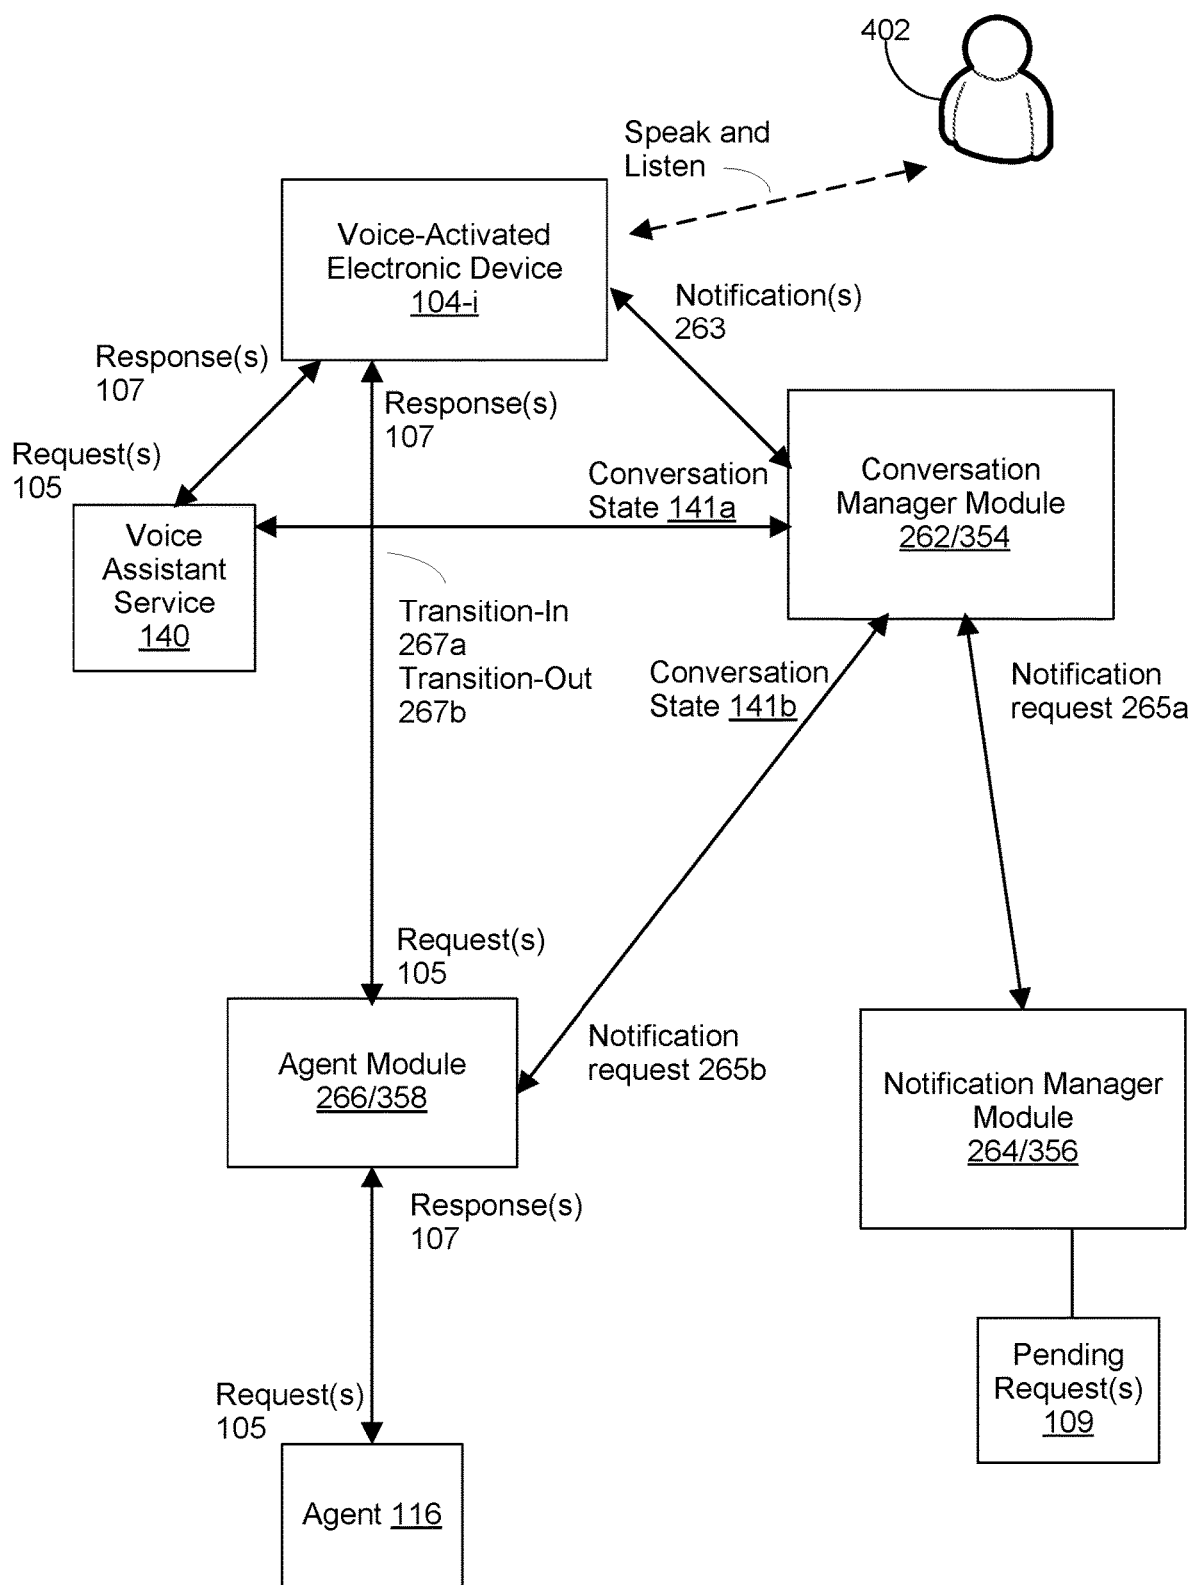 402
Speak and
Listen
Voice-Activated
Electronic Device
104-i
Notification(s)
263
Response(s)
107
Response(s)
107
Request(s)
105
Conversation
State 141a
Conversation
Manager Module
262/354
Voice
Assistant
Service
140
Transition-In
267a
Transition-Out
267b
Conversation
State 141b
Notification
request 265a
Request(s)
105
Notification
request 265b
Agent Module
266/358
Notification Manager
Module
264/356
Response(s)
107
Pending
Request(s)
109
Request(s)
105
Agent 116